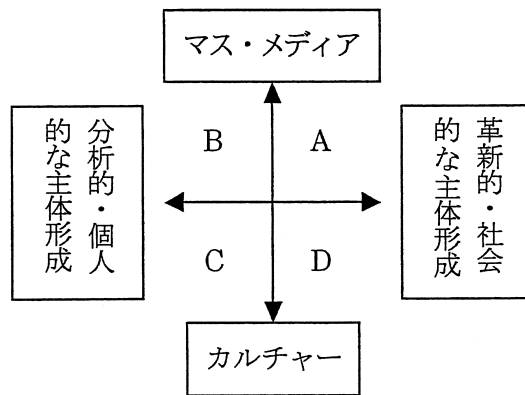 マス・メディア
分析的・個人
的な主体形成
B
A
革新的・社会
的な主体形成
C
D
カルチャー